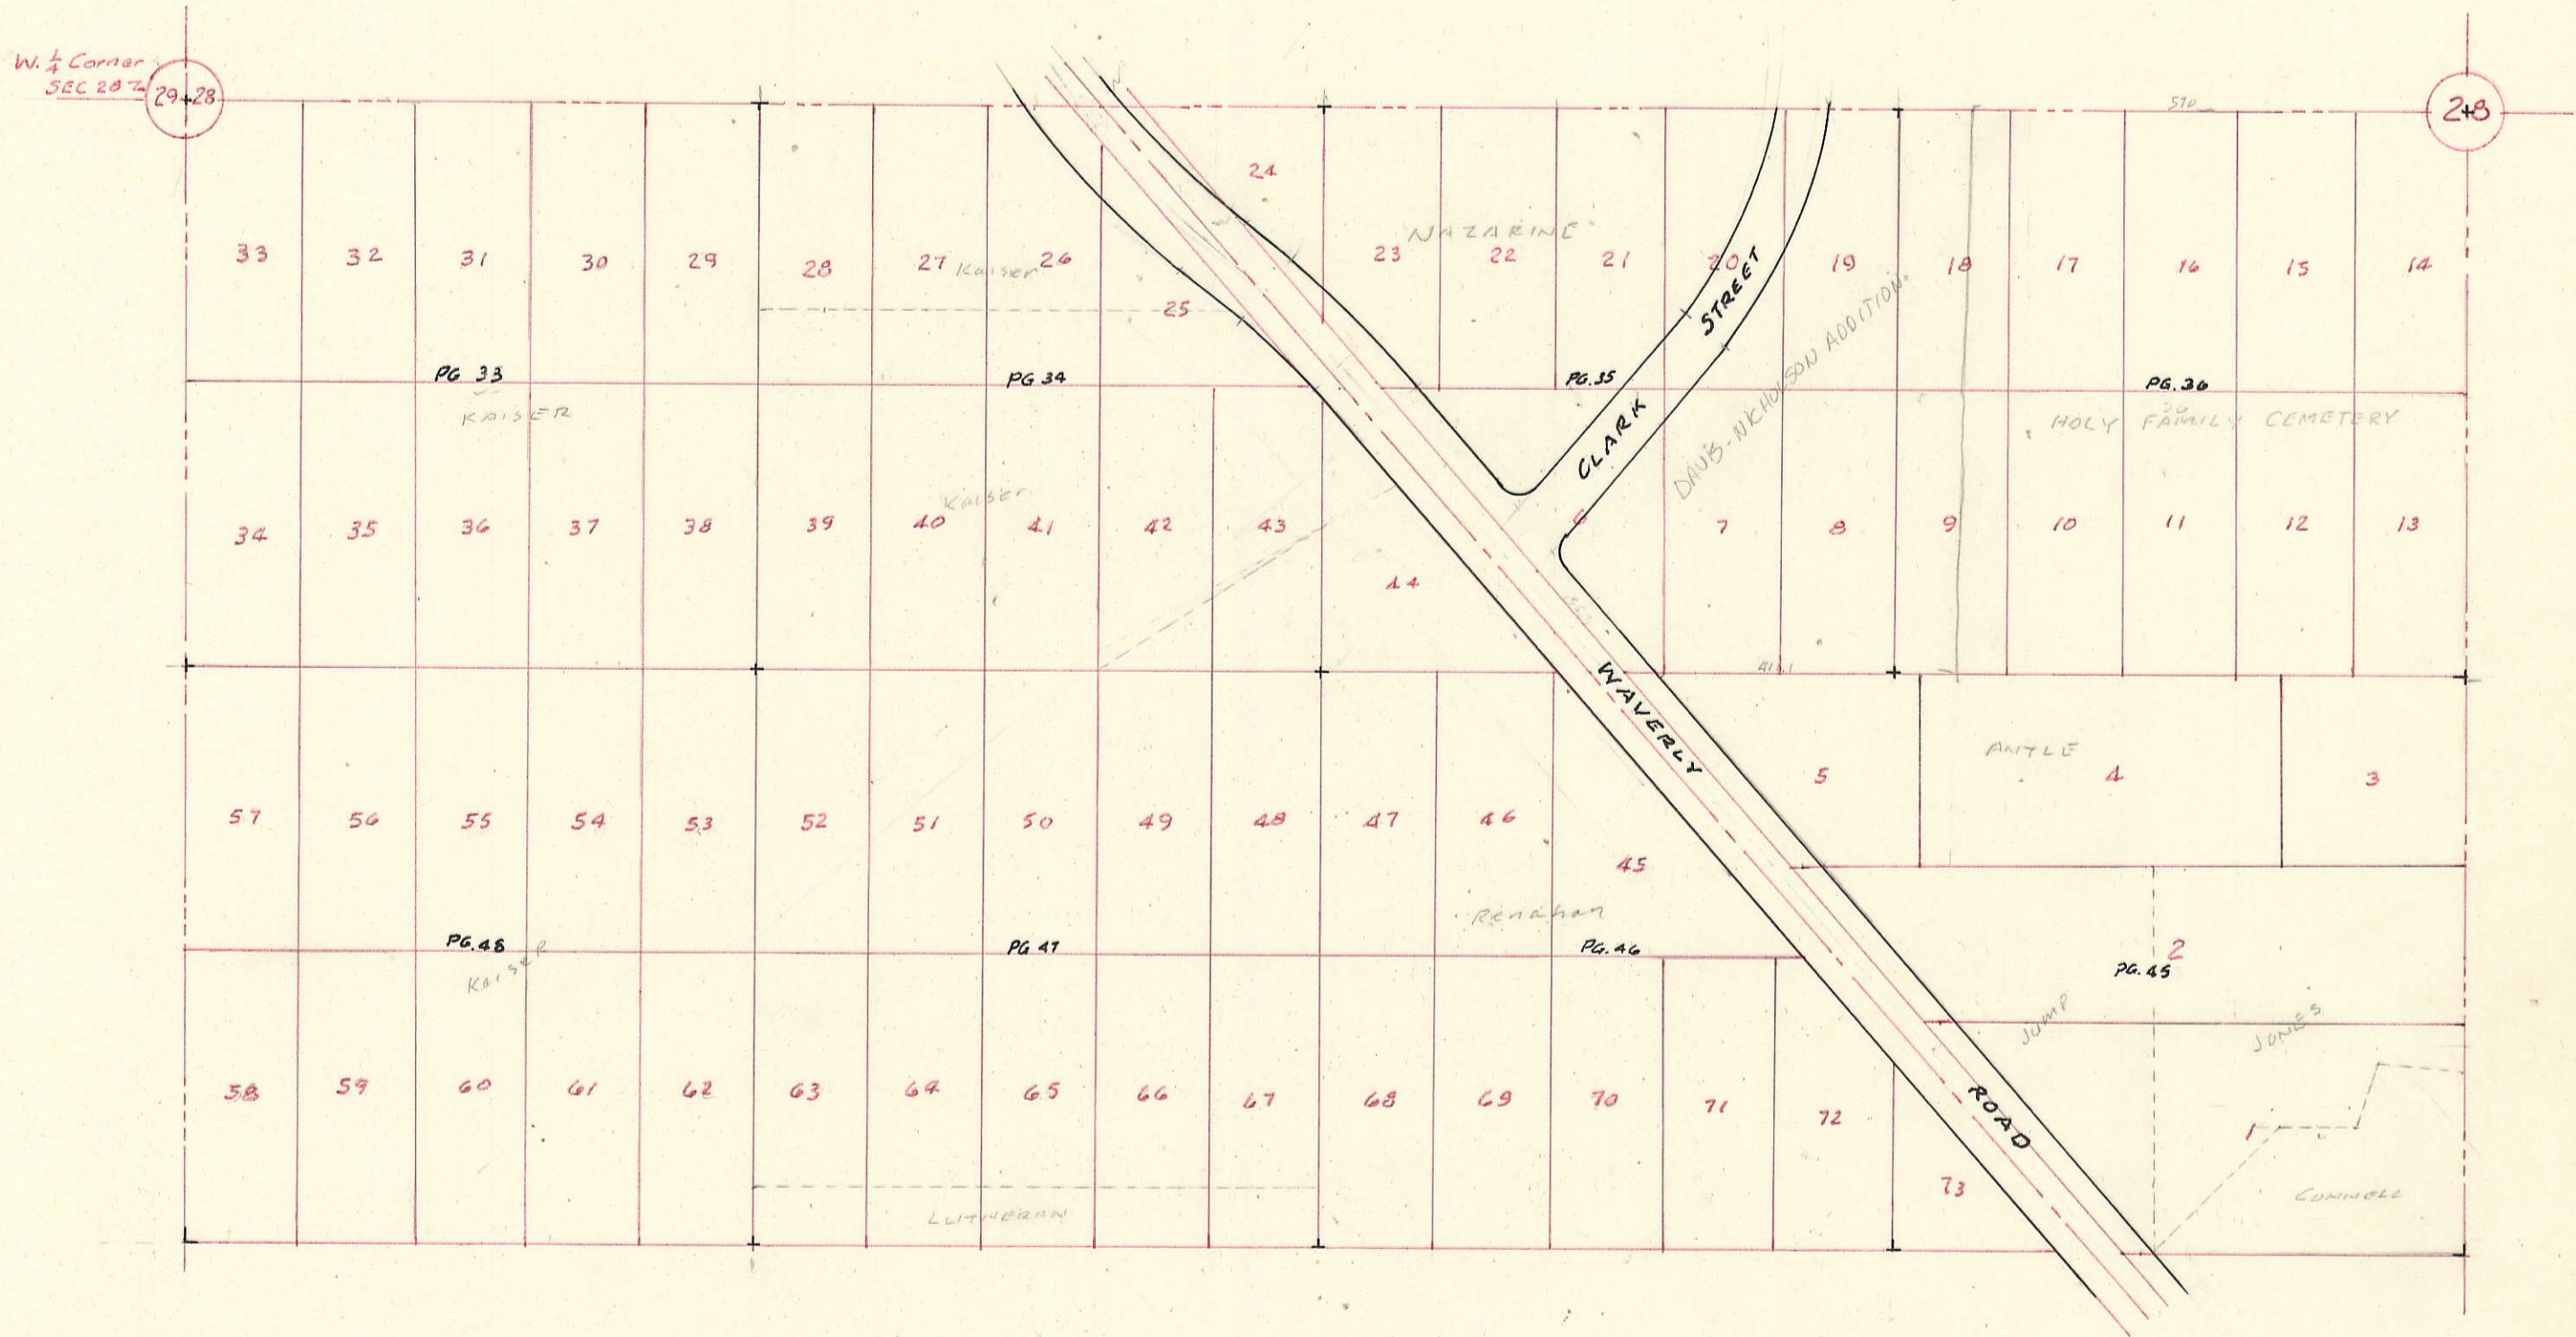 W. 1/4 Corner
SEC 28
29 28
28
STD
24
33 32 31 30 29 28 27 Kaiser 26
25
NAZARINE
23 22 21 20 19 18 17 16 15 14
CLARK STREET
DAVIS-NICHOLSON ADDITION
PG 33
PG 34
PG. 35
PG. 36
KAISER
36
HOLY FAMILY CEMETERY
Kaiser
34 35 36 37 38 39 40 41 42 43
44
6 7 8 9 10 11 12 13
WAVERLY ROAD
ANTLE
5 4 3
57 56 55 54 53 52 51 50 49 48 47 46
45
Renahan
PG. 48
PG 47
PG. 46
2
PG. 45
KaiseR
JUMP
JONES
58 59 60 61 62 63 64 65 66 67 68 69 70 71 72
73
1
LUTHERAN